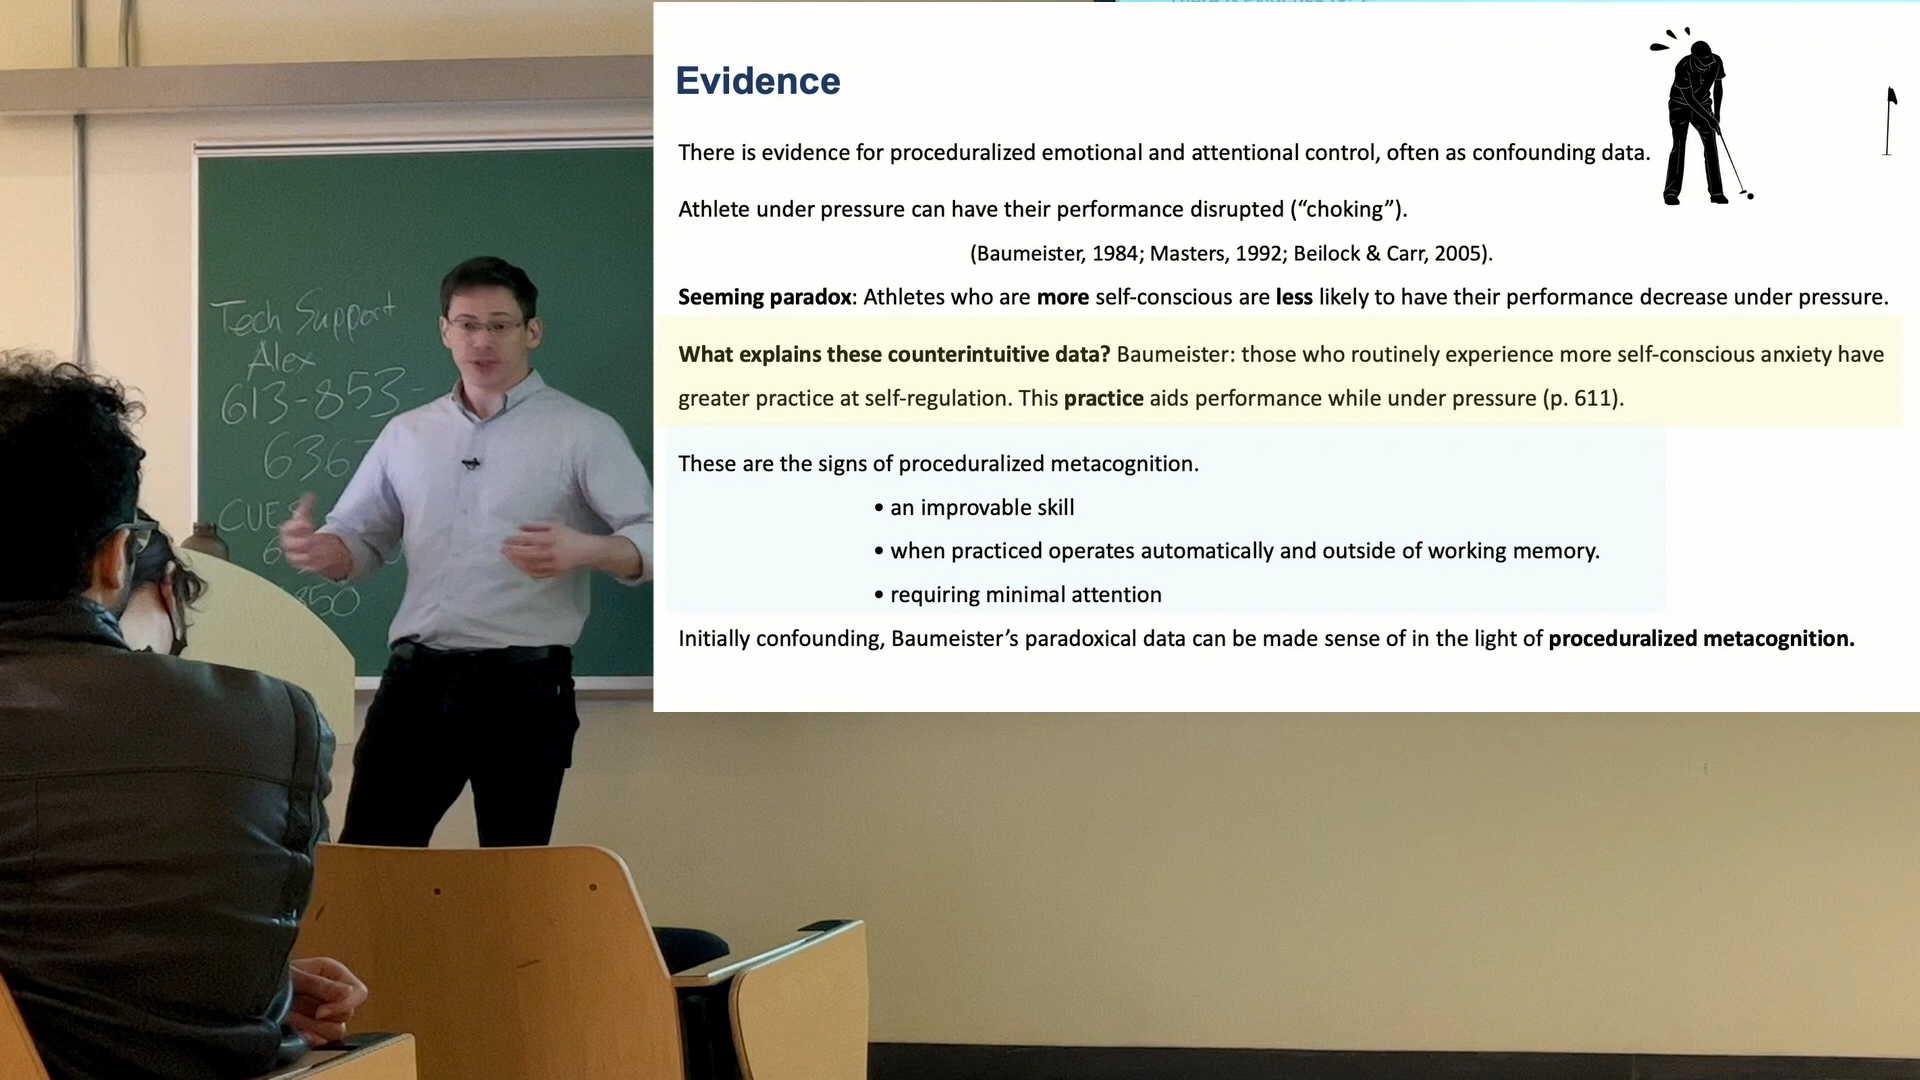 Evidence
There is evidence for proceduralized emotional and attentional control, often as confounding data.
Athlete under pressure can have their performance disrupted (“choking”).
(Baumeister, 1984; Masters, 1992; Beilock & Carr, 2005).
Seeming paradox: Athletes who are more self-conscious are less likely to have their performance decrease under pressure.
What explains these counterintuitive data? Baumeister: those who routinely experience more self-conscious anxiety have
greater practice at self-regulation. This practice aids performance while under pressure (p. 611).
These are the signs of proceduralized metacognition.
• an improvable skill
• when practiced operates automatically and outside of working memory.
• requiring minimal attention
Initially confounding, Baumeister’s paradoxical data can be made sense of in the light of proceduralized metacognition.
Tech Support
Alex
613-853-
636